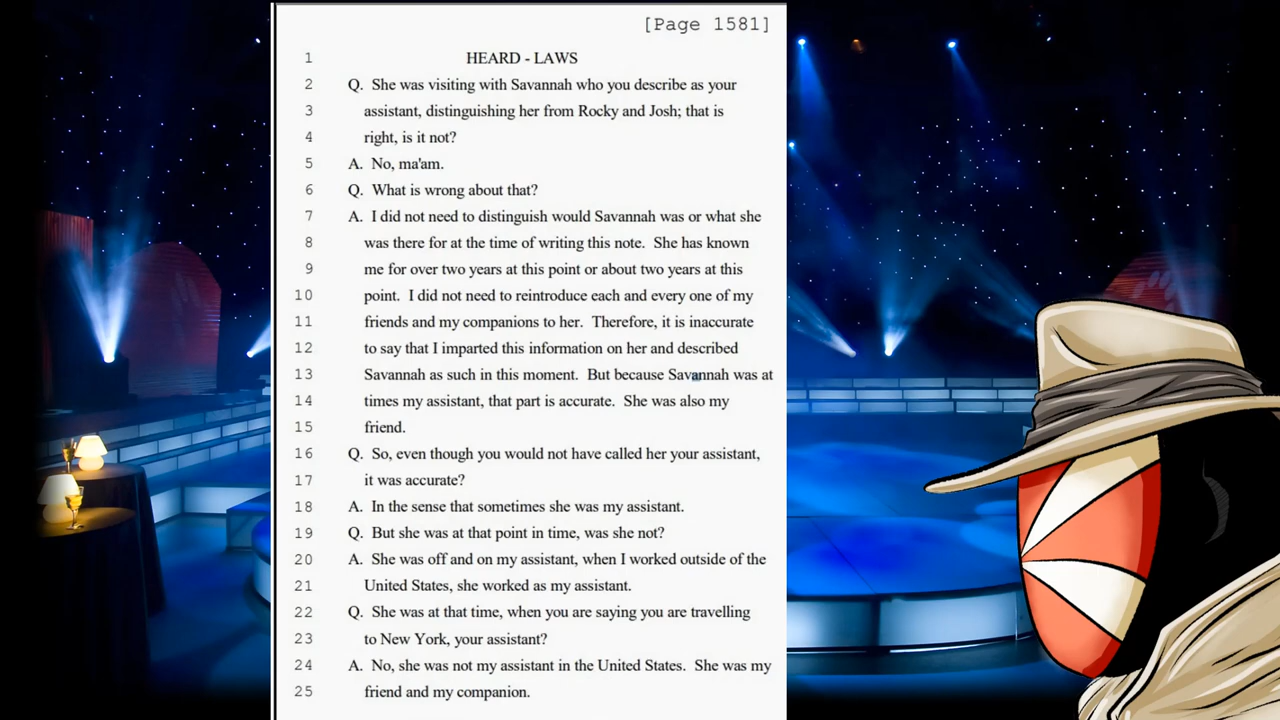 [Page 1581]
1 HEARD - LAWS
2 Q. She was visiting with Savannah who you describe as your
3 assistant, distinguishing her from Rocky and Josh; that is
4 right, is it not?
5 A. No, ma'am.
6 Q. What is wrong about that?
7 A. I did not need to distinguish would Savannah was or what she
8 was there for at the time of writing this note. She has known
9 me for over two years at this point or about two years at this
10 point. I did not need to reintroduce each and every one of my
11 friends and my companions to her. Therefore, it is inaccurate
12 to say that I imparted this information on her and described
13 Savannah as such in this moment. But because Savannah was at
14 times my assistant, that part is accurate. She was also my
15 friend.
16 Q. So, even though you would not have called her your assistant,
17 it was accurate?
18 A. In the sense that sometimes she was my assistant.
19 Q. But she was at that point in time, was she not?
20 A. She was off and on my assistant, when I worked outside of the
21 United States, she worked as my assistant.
22 Q. She was at that time, when you are saying you are travelling
23 to New York, your assistant?
24 A. No, she was not my assistant in the United States. She was my
25 friend and my companion.